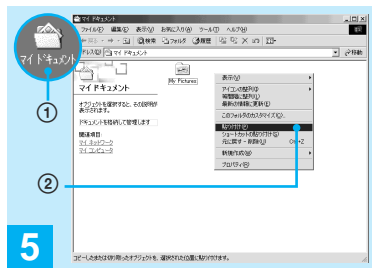 マイ ドキュメント
マイ ドキュメント
①
ファイル(F) 編集(E) 表示(V) お気に入り(A) ツール(T) ヘルプ(H)
検索 フォルダ 履歴
アドレス(D) マイ ドキュメント 移動
マイ ドキュメント
My Pictures
オブジェクトを選択すると、その説明が
表示されます。
ドキュメントを格納して管理します
関連項目:
マイ ネットワーク
マイ コンピュータ
表示(V)
アイコンの整列(I)
等間隔に整列(U)
最新の情報に更新(E)
このフォルダのカスタマイズ(C)...
貼り付け(P)
ショートカットの貼り付け(S)
元に戻す - 削除(U) Ctrl+Z
新規作成(W)
プロパティ(R)
②
5
コピーしたまたは切り取ったオブジェクトを、選択された位置に貼り付けます。